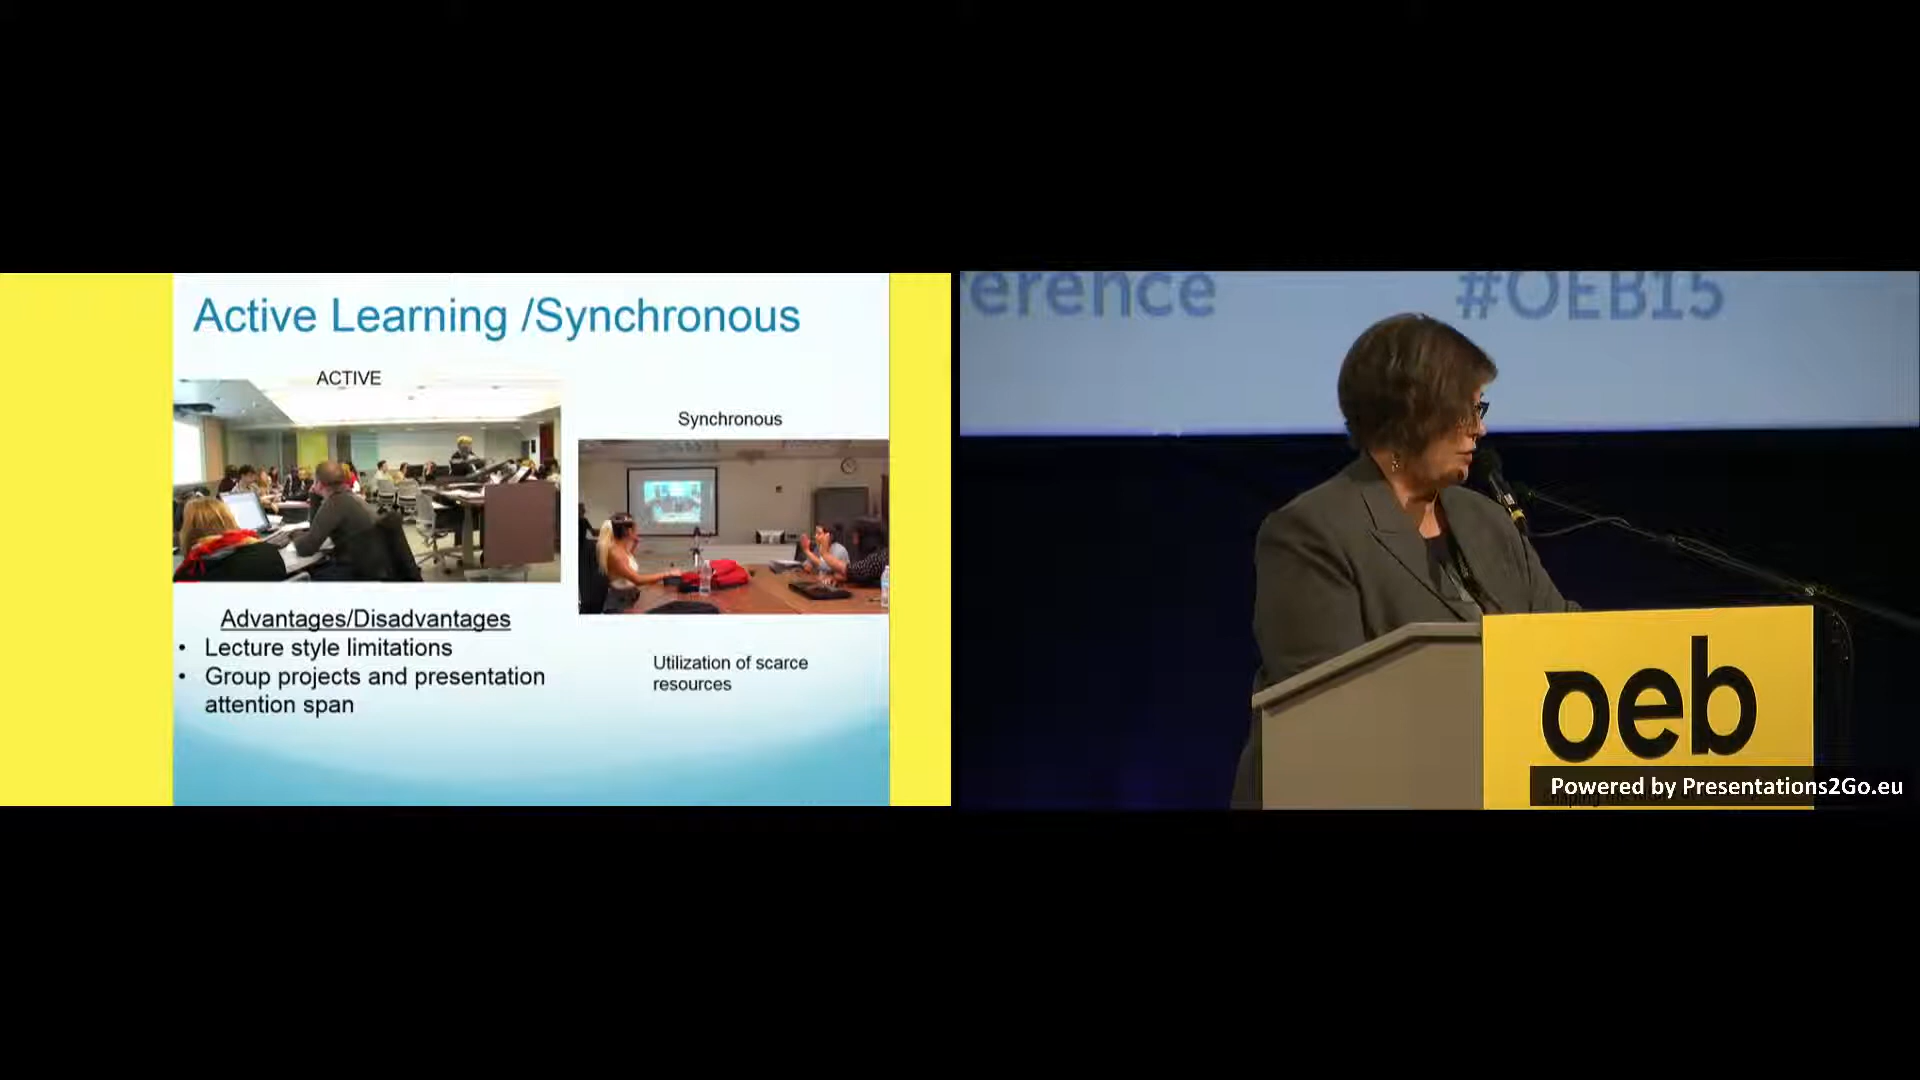 Active Learning /Synchronous
ACTIVE
Synchronous
Advantages/Disadvantages
• Lecture style limitations
• Group projects and presentation
attention span
Utilization of scarce
resources
erence #OEB15
oeb
Powered by Presentations2Go.eu